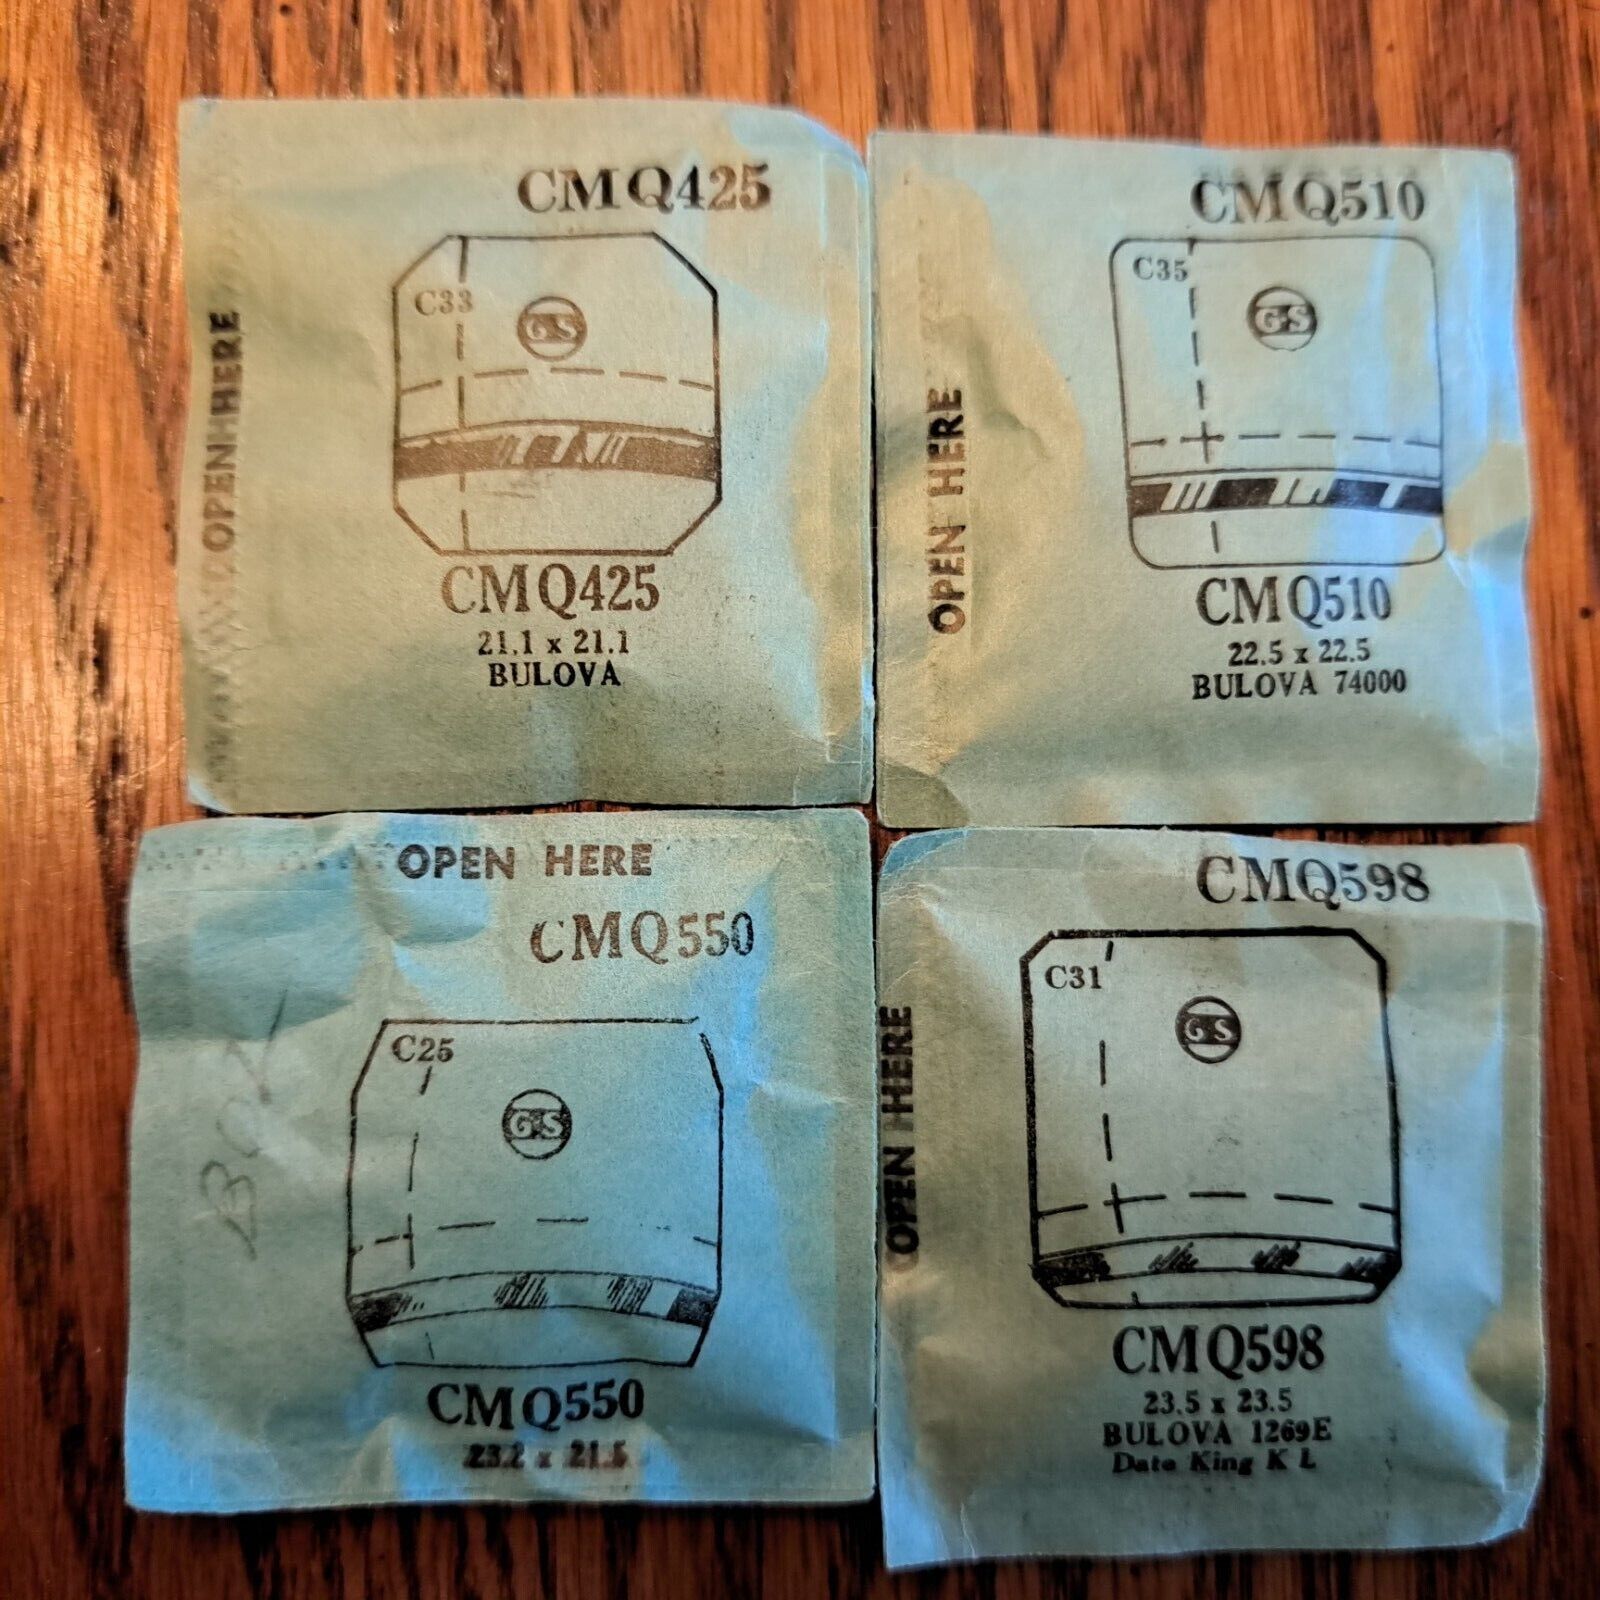 CMQ425
OPEN HERE
C33
GS
CMQ425
21.1 x 21.1
BULOVA
CMQ510
OPEN HERE
C35
GS
CMQ510
22.5 x 22.5
BULOVA 74000
OPEN HERE
CMQ550
C25
GS
CMQ550
23.2 x 21.5
CMQ598
OPEN HERE
C31
GS
CMQ598
23.5 x 23.5
BULOVA 1269E
Date King K L